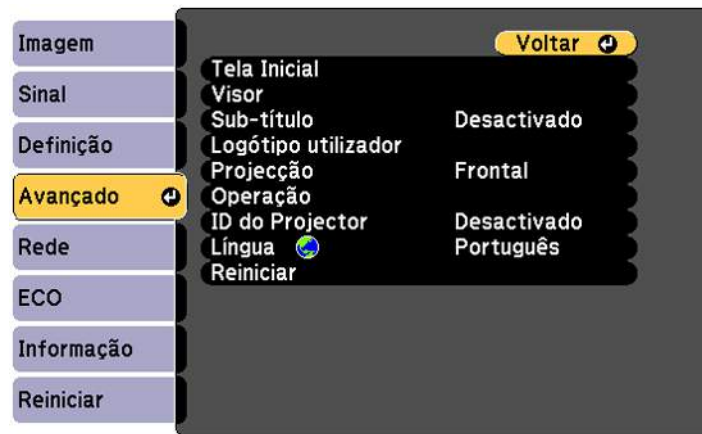 Imagem
Sinal
Definição
Avançado
Rede
ECO
Informação
Reiniciar
Voltar
Tela Inicial
Visor
Sub-título Desactivado
Logótipo utilizador
Projecção Frontal
Operação
ID do Projector Desactivado
Língua Português
Reiniciar